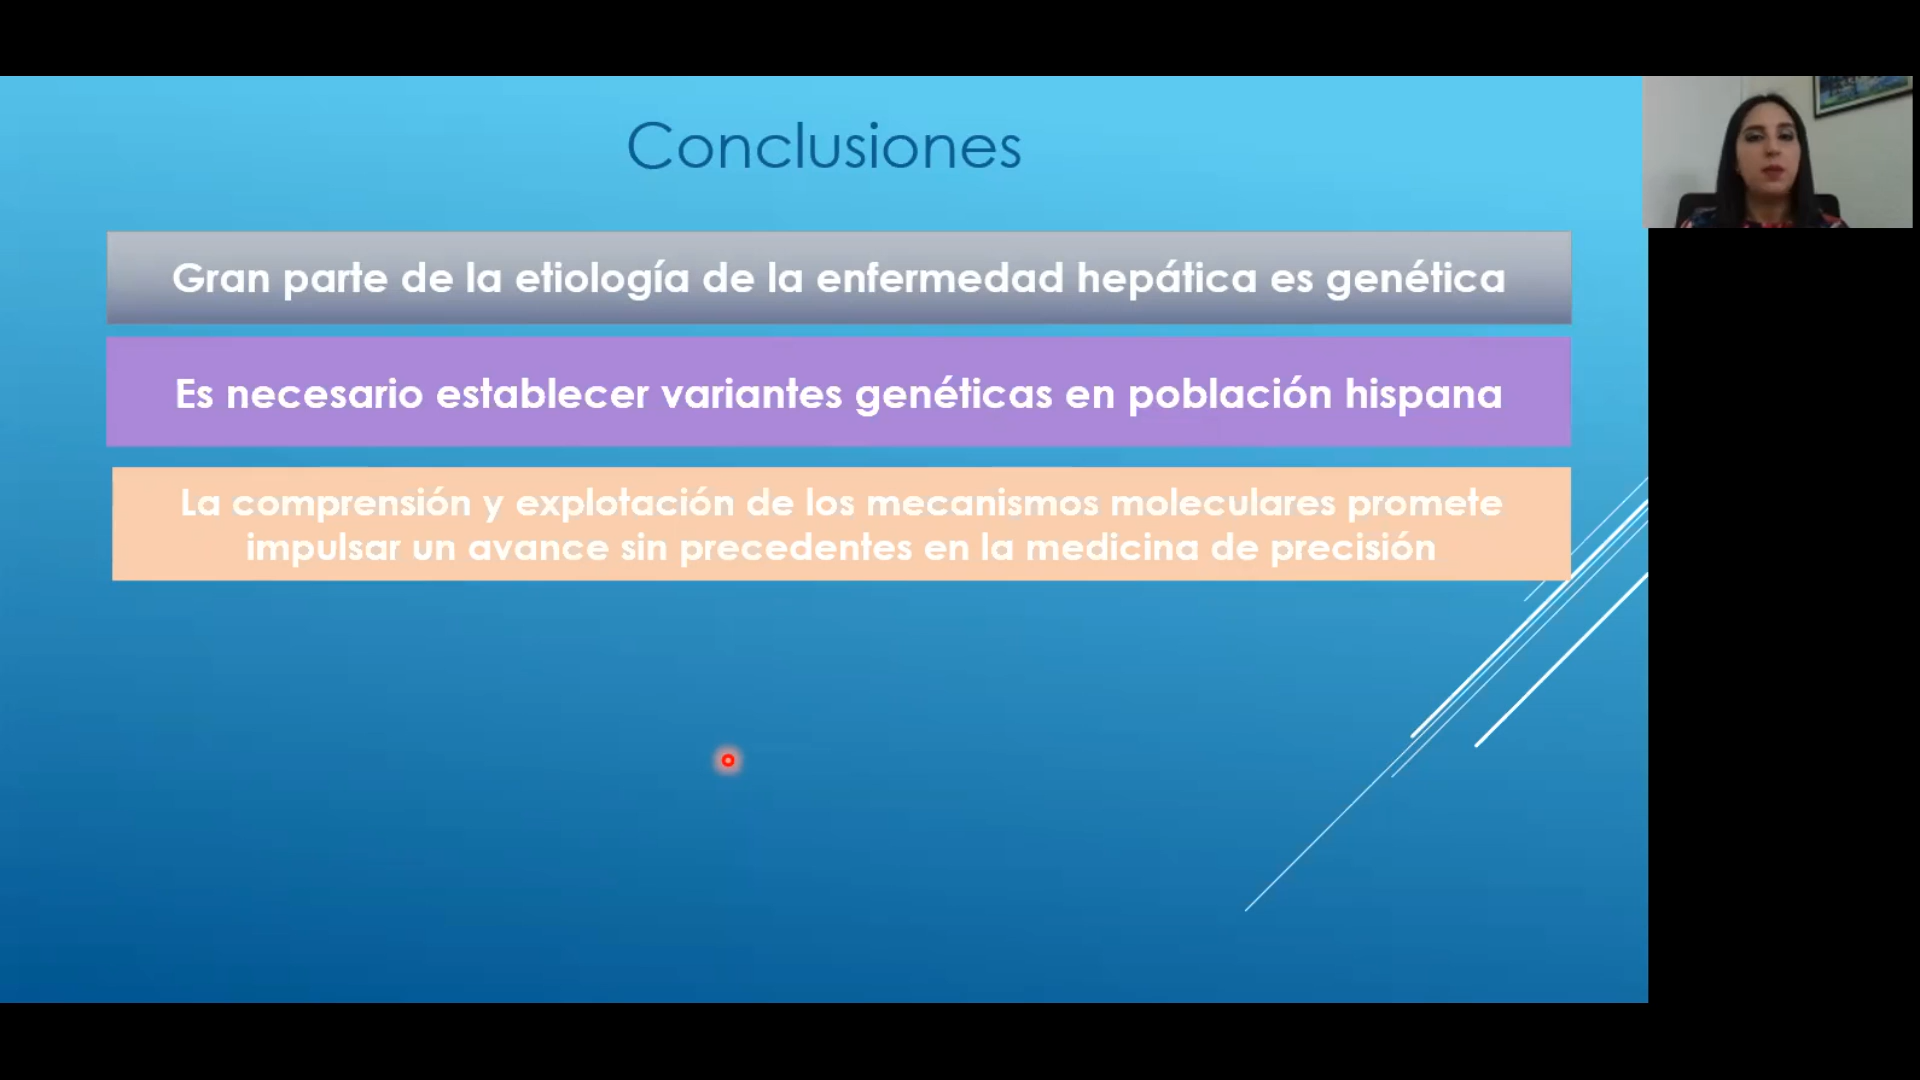 Conclusiones
Gran parte de la etiología de la enfermedad hepática es genética
Es necesario establecer variantes genéticas en población hispana
La comprensión y explotación de los mecanismos moleculares promete
impulsar un avance sin precedentes en la medicina de precisión